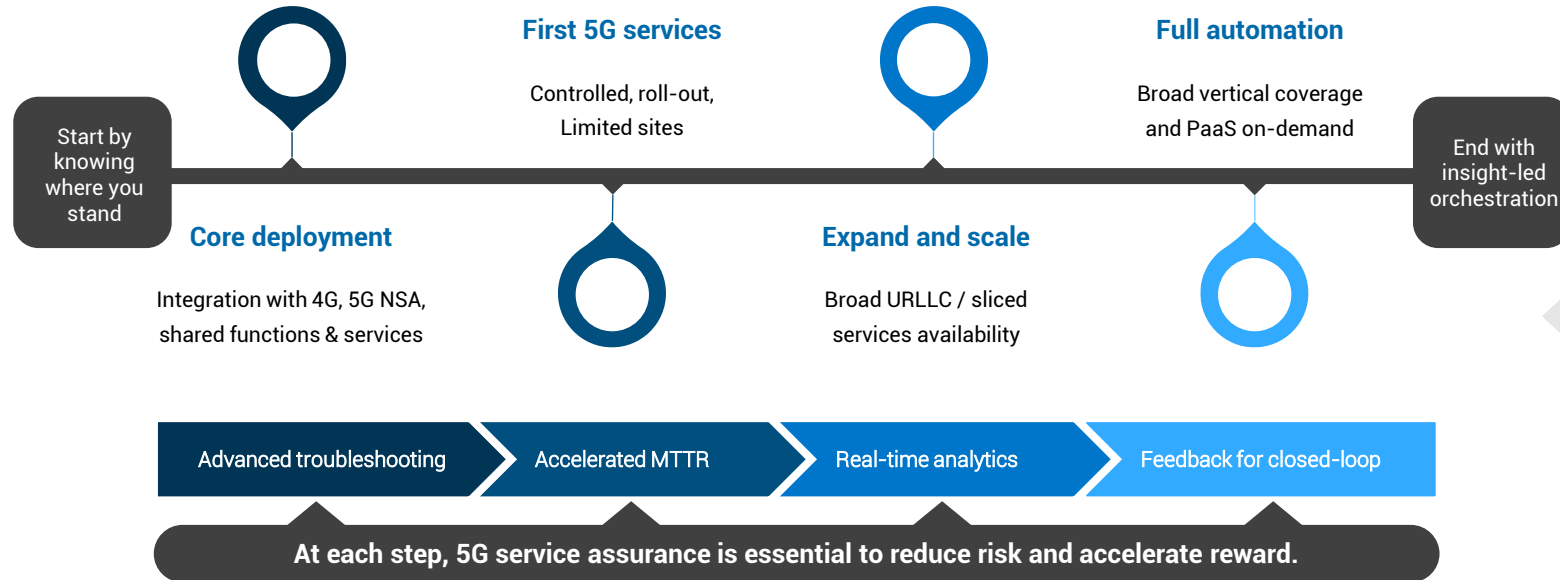 Start by
knowing
where you
stand
Core deployment
Integration with 4G, 5G NSA,
shared functions & services
First 5G services
Controlled, roll-out,
Limited sites
Expand and scale
Broad URLLC / sliced
services availability
Full automation
Broad vertical coverage
and PaaS on-demand
End with
insight-led
orchestration
Advanced troubleshooting
Accelerated MTTR
Real-time analytics
Feedback for closed-loop
At each step, 5G service assurance is essential to reduce risk and accelerate reward.